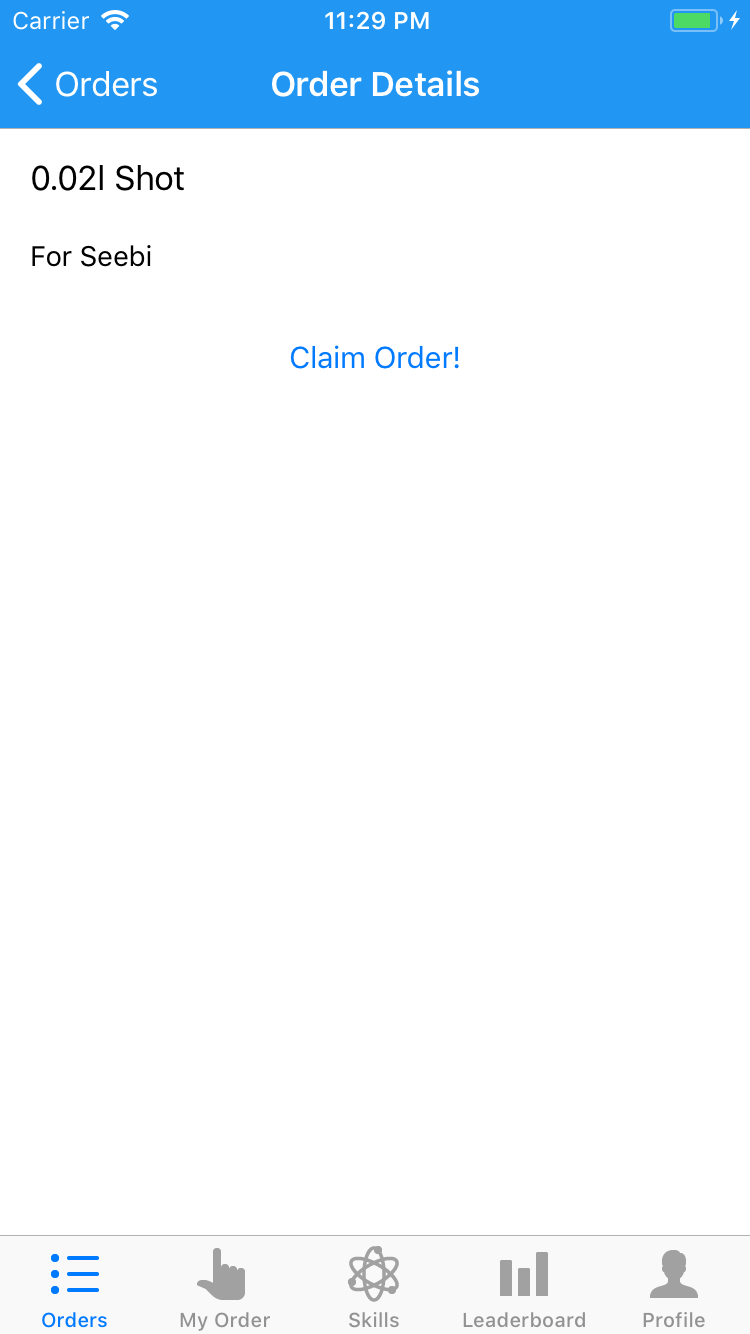 Carrier 11:29 PM
Orders Order Details
0.02l Shot
For Seebi
Claim Order!
Orders My Order Skills Leaderboard Profile